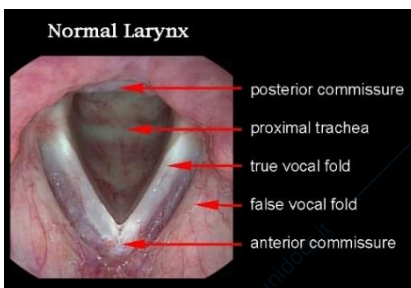 Normal Larynx
posterior commissure
proximal trachea
true vocal fold
false vocal fold
anterior commissure